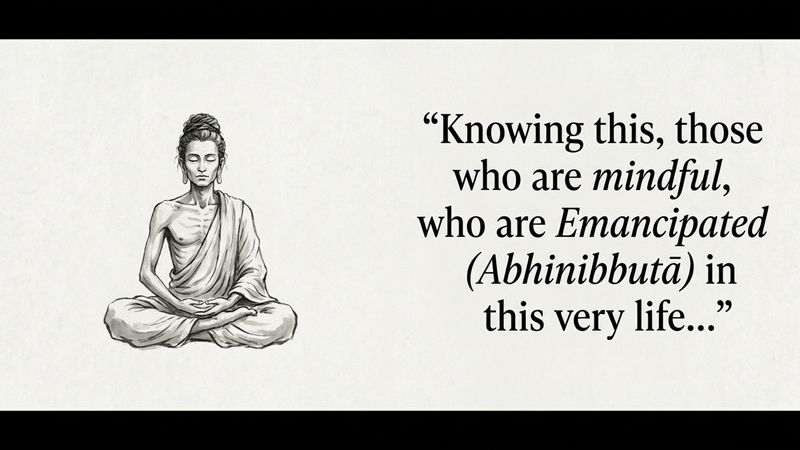 “Knowing this, those
who are mindful,
who are Emancipated
(Abhinibbutā) in
this very life...”